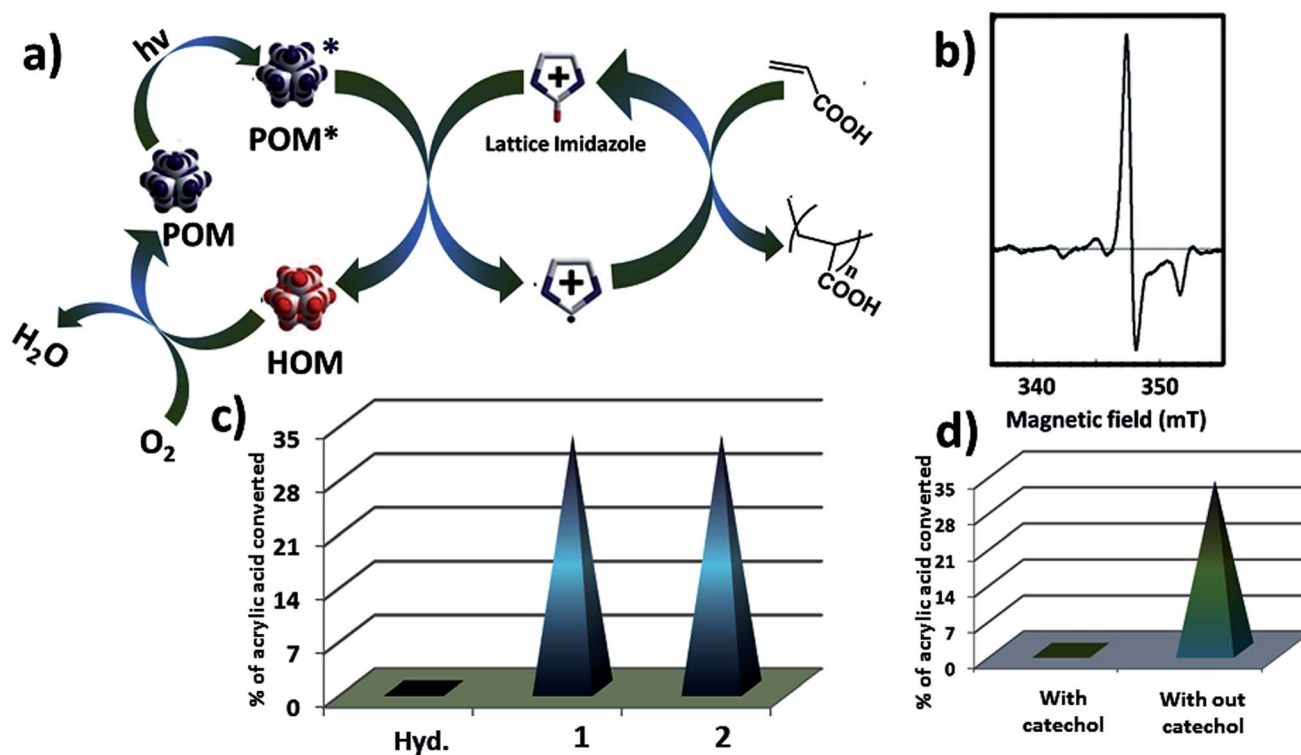 a)
hν
*
POM*
POM
HOM
H₂O
O₂
+
Lattice Imidazole
+
COOH
n
COOH
b)
340 350
Magnetic field (mT)
c)
% of acrylic acid converted
35
28
21
14
7
0
Hyd. 1 2
d)
% of acrylic acid converted
35
28
21
14
7
0
With
catechol
With out
catechol